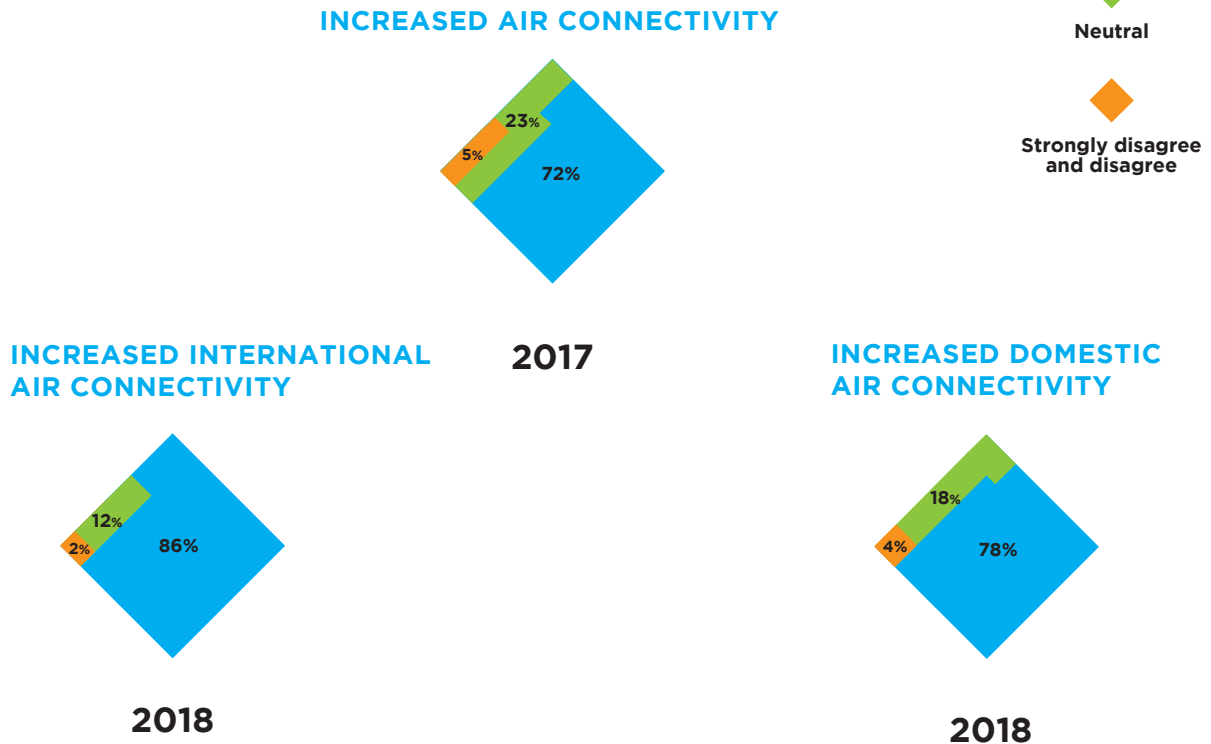 INCREASED AIR CONNECTIVITY
Neutral
Strongly disagree
and disagree
23%
5%
72%
2017
INCREASED INTERNATIONAL
AIR CONNECTIVITY
12%
2%
86%
2018
INCREASED DOMESTIC
AIR CONNECTIVITY
18%
4%
78%
2018